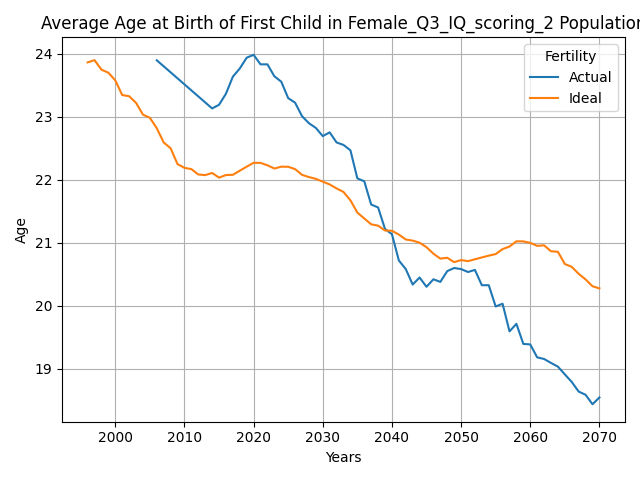 Average Age at Birth of First Child in Female_Q3_IQ_scoring_2 Population
Fertility
Actual
Ideal
24
23
22
21
20
19
Age
2000 2010 2020 2030 2040 2050 2060 2070
Years